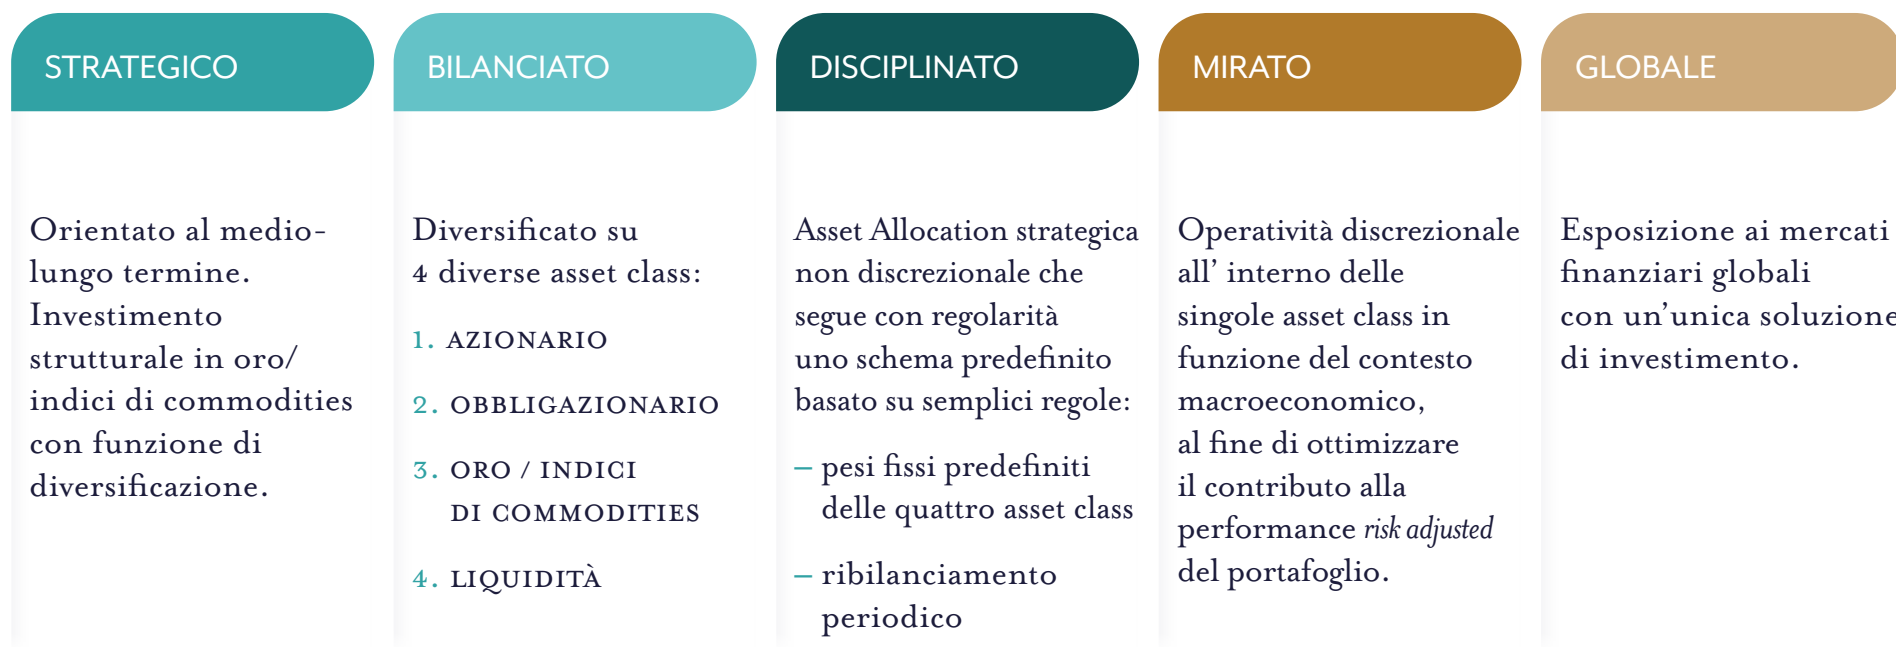 STRATEGICO
Orientato al medio-
lungo termine.
Investimento
strutturale in oro/
indici di commodities
con funzione di
diversificazione.
BILANCIATO
Diversificato su
4 diverse asset class:
1. AZIONARIO
2. OBBLIGAZIONARIO
3. ORO / INDICI
DI COMMODITIES
4. LIQUIDITÀ
DISCIPLINATO
Asset Allocation strategica
non discrezionale che
segue con regolarità
uno schema predefinito
basato su semplici regole:
– pesi fissi predefiniti
delle quattro asset class
– ribilanciamento
periodico
MIRATO
Operatività discrezionale
all’ interno delle
singole asset class in
funzione del contesto
macroeconomico,
al fine di ottimizzare
il contributo alla
performance risk adjusted
del portafoglio.
GLOBALE
Esposizione ai mercati
finanziari globali
con un’unica soluzione
di investimento.